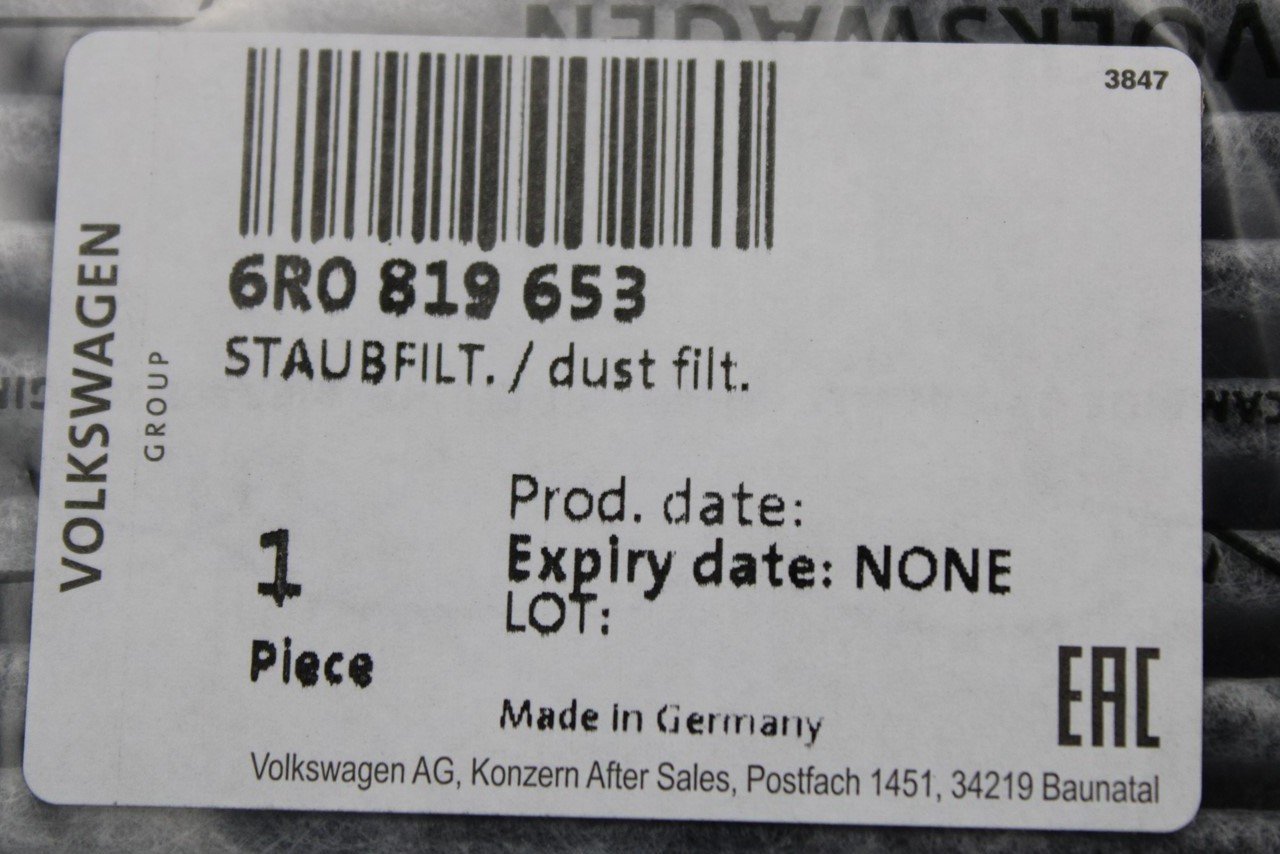 VOLKSWAGEN
3847
6R0 819 653
STAUBFILT. / dust filt.
VOLKSWAGEN
GROUP
Prod. date:
1
Expiry date: NONE
LOT:
Piece
Made in Germany
EAC
Volkswagen AG, Konzern After Sales, Postfach 1451, 34219 Baunatal